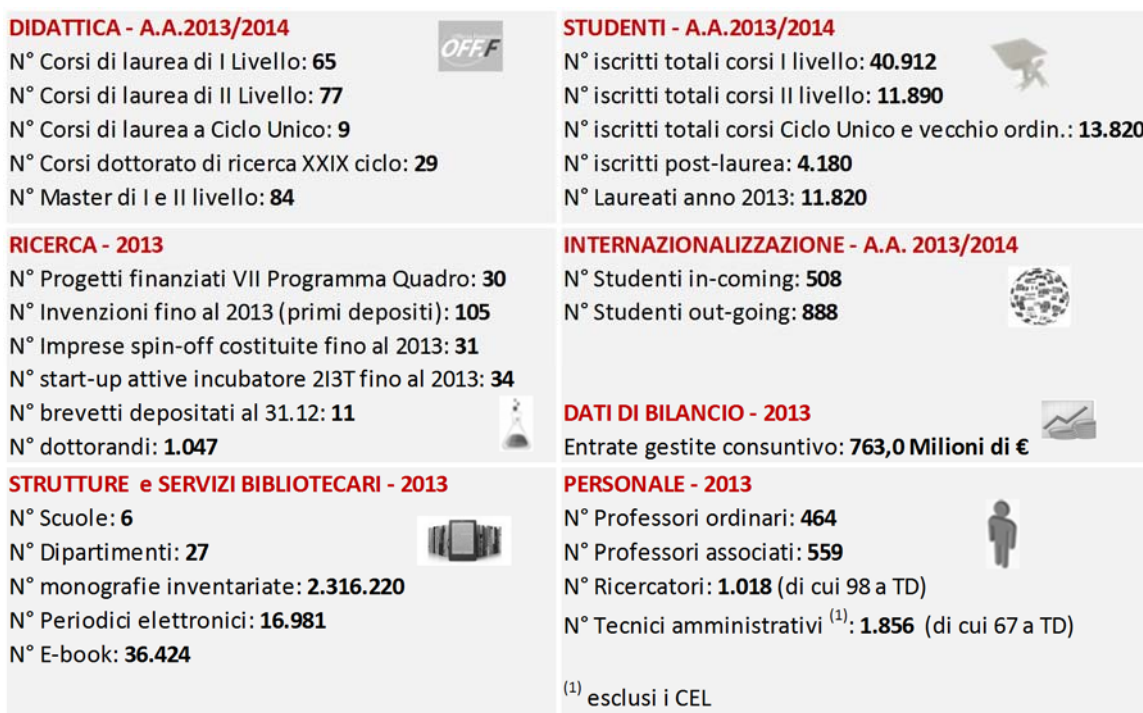 DIDATTICA - A.A.2013/2014
OFF.F
N° Corsi di laurea di I Livello: 65
N° Corsi di laurea di II Livello: 77
N° Corsi di laurea a Ciclo Unico: 9
N° Corsi dottorato di ricerca XXIX ciclo: 29
N° Master di I e II livello: 84
STUDENTI - A.A.2013/2014
N° iscritti totali corsi I livello: 40.912
N° iscritti totali corsi II livello: 11.890
N° iscritti totali corsi Ciclo Unico e vecchio ordin.: 13.820
N° iscritti post-laurea: 4.180
N° Laureati anno 2013: 11.820
RICERCA - 2013
N° Progetti finanziati VII Programma Quadro: 30
N° Invenzioni fino al 2013 (primi depositi): 105
N° Imprese spin-off costituite fino al 2013: 31
N° start-up attive incubatore 2I3T fino al 2013: 34
N° brevetti depositati al 31.12: 11
N° dottorandi: 1.047
INTERNAZIONALIZZAZIONE - A.A. 2013/2014
N° Studenti in-coming: 508
N° Studenti out-going: 888
DATI DI BILANCIO - 2013
Entrate gestite consuntivo: 763,0 Milioni di €
STRUTTURE e SERVIZI BIBLIOTECARI - 2013
N° Scuole: 6
N° Dipartimenti: 27
N° monografie inventariate: 2.316.220
N° Periodici elettronici: 16.981
N° E-book: 36.424
PERSONALE - 2013
N° Professori ordinari: 464
N° Professori associati: 559
N° Ricercatori: 1.018 (di cui 98 a TD)
N° Tecnici amministrativi (1): 1.856 (di cui 67 a TD)
(1) esclusi i CEL